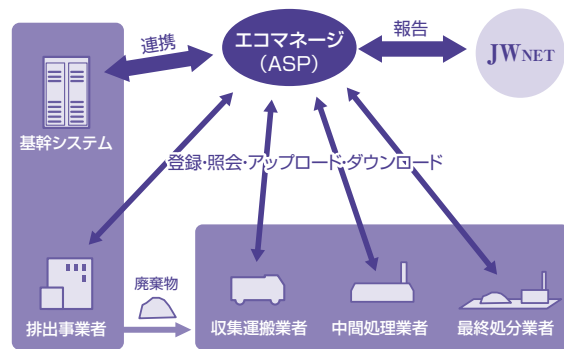 エコマネージ
(ASP)
連携
報告
JWNET
基幹システム
登録・照会・アップロード・ダウンロード
廃棄物
排出事業者
収集運搬業者
中間処理業者
最終処分業者